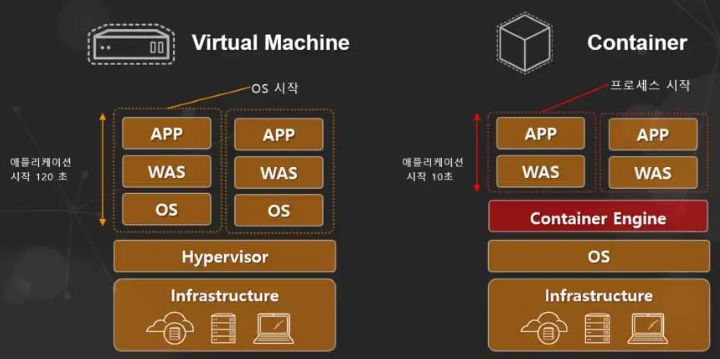 Virtual Machine
OS 시작
애플리케이션
시작 120 초
APP
APP
WAS
WAS
OS
OS
Hypervisor
Infrastructure
Container
프로세스 시작
애플리케이션
시작 10초
APP
APP
WAS
WAS
Container Engine
OS
Infrastructure